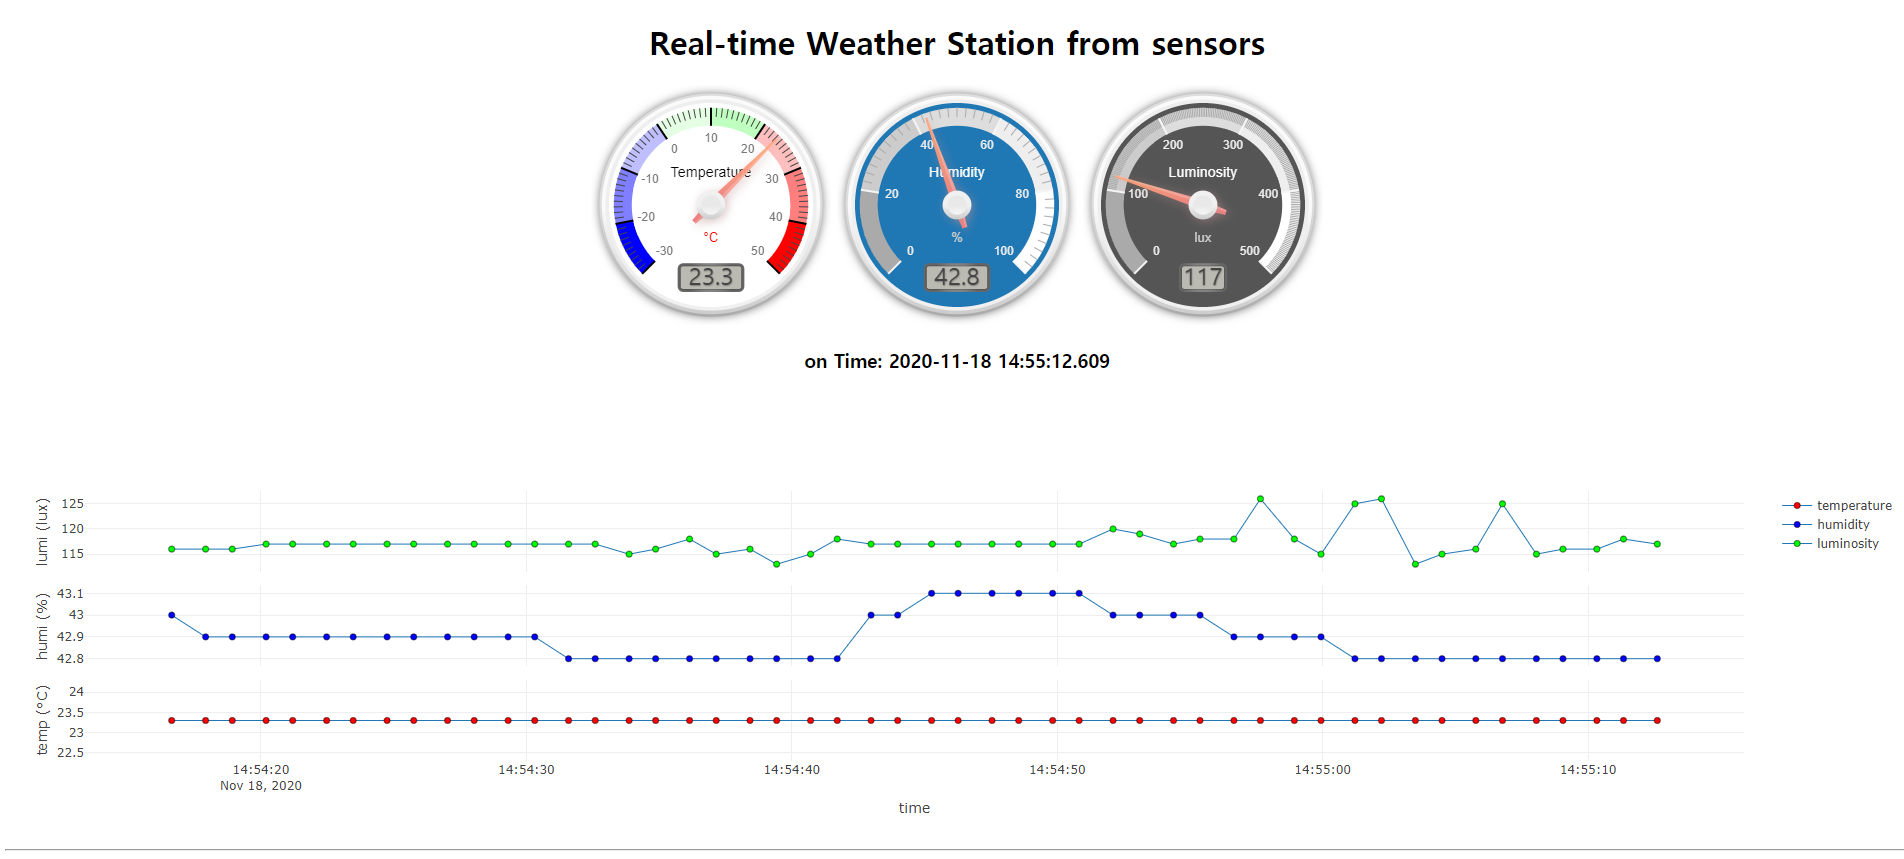 Real-time Weather Station from sensors
-30 -20 -10 0 10 20 30 40 50
Temperature
°C
23.3
0 20 40 60 80 100
Humidity
%
42.8
0 100 200 300 400 500
Luminosity
lux
117
on Time: 2020-11-18 14:55:12.609
lumi (lux)
125
120
115
humi (%)
43.1
43
42.9
42.8
temp (°C)
24
23.5
23
22.5
14:54:20 14:54:30 14:54:40 14:54:50 14:55:00 14:55:10
Nov 18, 2020
time
temperature
humidity
luminosity